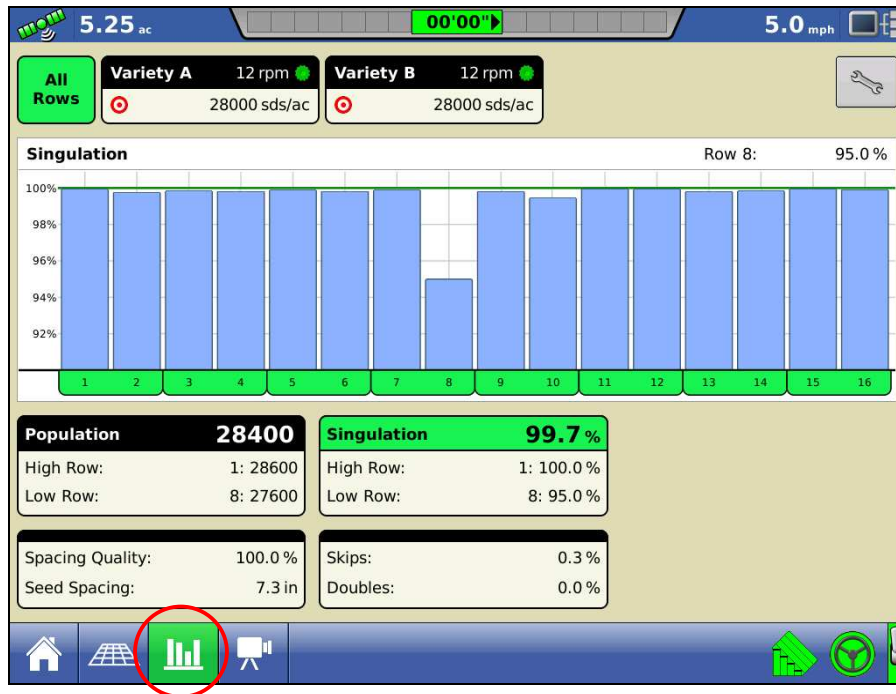 5.25 ac 00'00" 5.0 mph
All Rows
Variety A 12 rpm
28000 sds/ac
Variety B 12 rpm
28000 sds/ac
Singulation Row 8: 95.0 %
100%
98%
96%
94%
92%
1 2 3 4 5 6 7 8 9 10 11 12 13 14 15 16
Population 28400
High Row: 1: 28600
Low Row: 8: 27600
Singulation 99.7 %
High Row: 1: 100.0 %
Low Row: 8: 95.0 %
Spacing Quality: 100.0 %
Seed Spacing: 7.3 in
Skips: 0.3 %
Doubles: 0.0 %